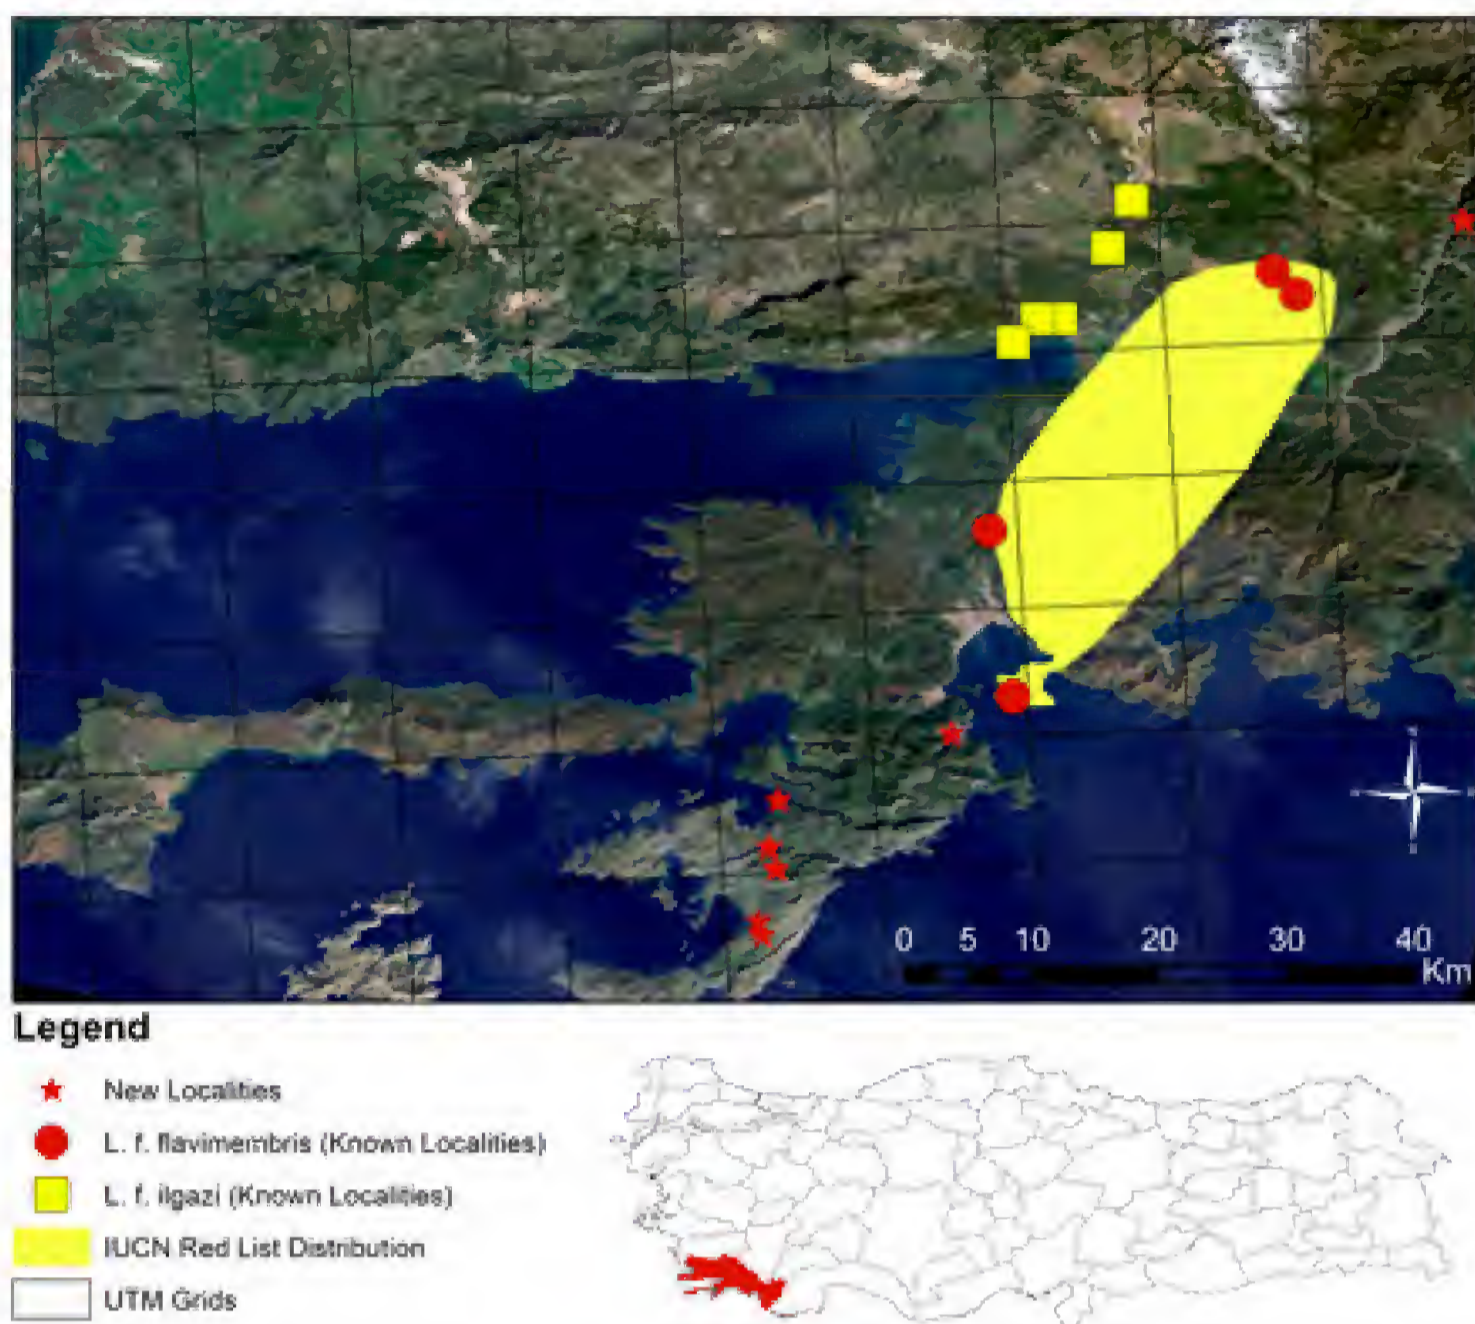 0 5 10 20 30 40
Km
Legend
New Localities
L. f. flavimembris (Known Localities)
L. f. ilgazi (Known Localities)
IUCN Red List Distribution
UTM Grids